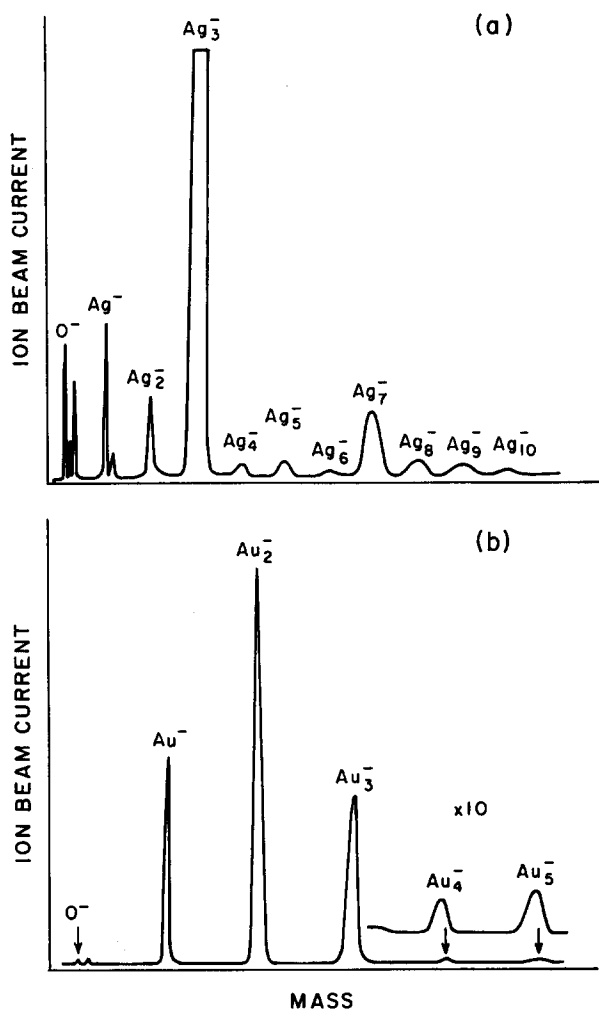 (a)
ION BEAM CURRENT
O⁻
Ag⁻
Ag₂⁻
Ag₃⁻
Ag₄⁻
Ag₅⁻
Ag₆⁻
Ag₇⁻
Ag₈⁻
Ag₉⁻
Ag₁₀⁻
(b)
ION BEAM CURRENT
O⁻
Au⁻
Au₂⁻
Au₃⁻
x10
Au₄⁻
Au₅⁻
MASS